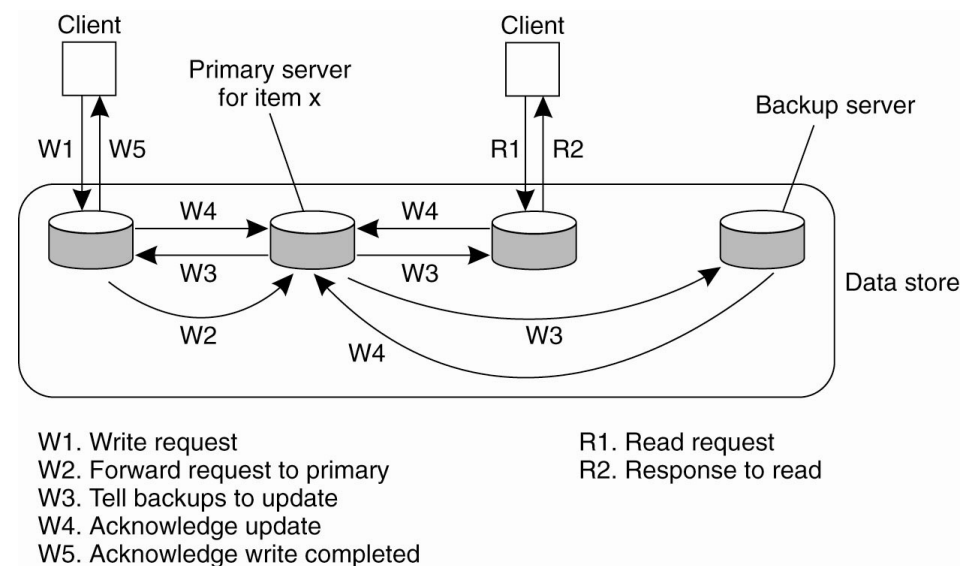 Client
Client
Primary server
for item x
Backup server
W1
W5
R1
R2
W4
W4
W3
W3
Data store
W2
W3
W4
W1. Write request
W2. Forward request to primary
W3. Tell backups to update
W4. Acknowledge update
W5. Acknowledge write completed
R1. Read request
R2. Response to read